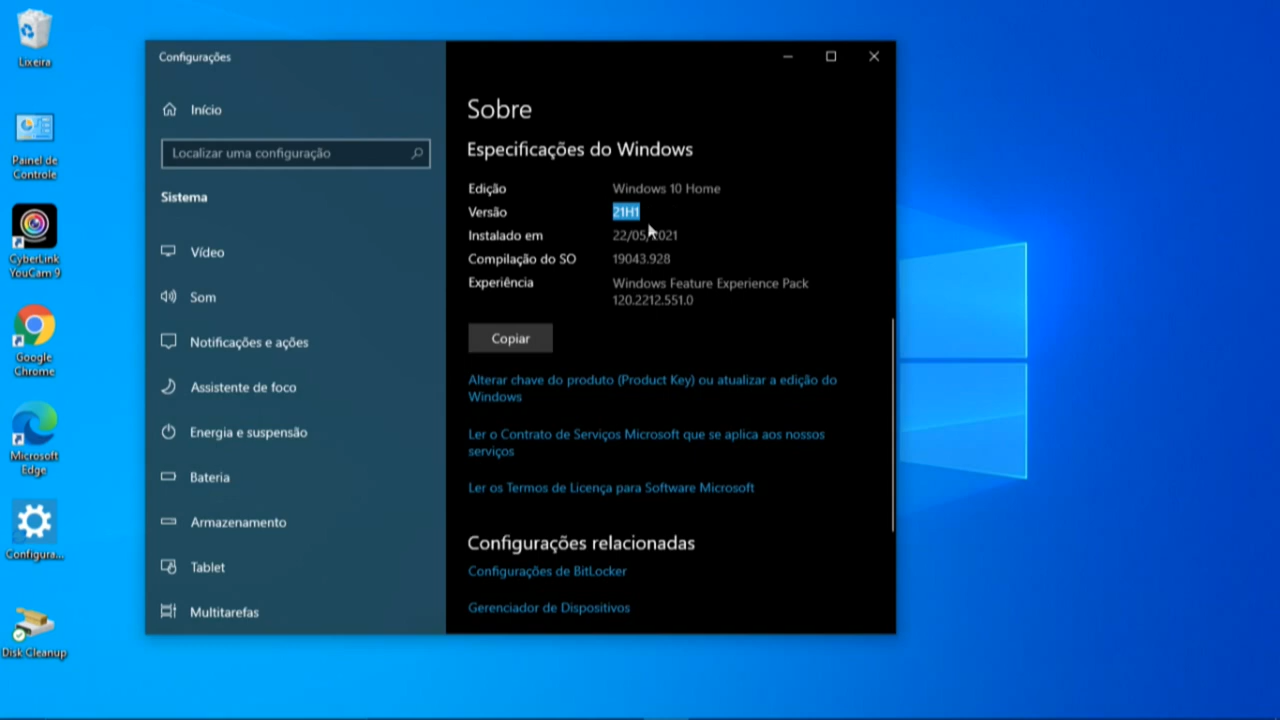 Lixeira
Painel de
Controle
CyberLink
YouCam 9
Google
Chrome
Microsoft
Edge
Configura...
Disk Cleanup
Configurações
Início
Localizar uma configuração
Sistema
Vídeo
Som
Notificações e ações
Assistente de foco
Energia e suspensão
Bateria
Armazenamento
Tablet
Multitarefas
Sobre
Especificações do Windows
Edição Windows 10 Home
Versão 21H1
Instalado em 22/05/2021
Compilação do SO 19043.928
Experiência Windows Feature Experience Pack
120.2212.551.0
Copiar
Alterar chave do produto (Product Key) ou atualizar a edição do
Windows
Ler o Contrato de Serviços Microsoft que se aplica aos nossos
serviços
Ler os Termos de Licença para Software Microsoft
Configurações relacionadas
Configurações de BitLocker
Gerenciador de Dispositivos